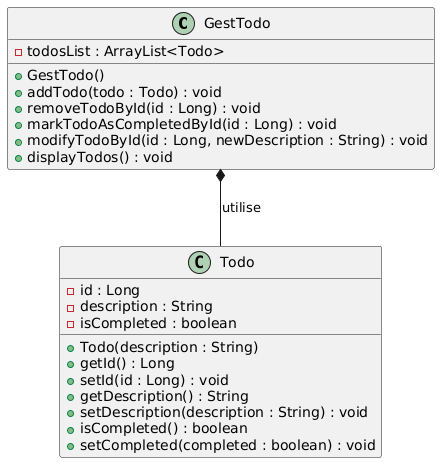 C GestTodo
todosList : ArrayList<Todo>
GestTodo()
addTodo(todo : Todo) : void
removeTodoById(id : Long) : void
markTodoAsCompletedById(id : Long) : void
modifyTodoById(id : Long, newDescription : String) : void
displayTodos() : void
utilise
C Todo
id : Long
description : String
isCompleted : boolean
Todo(description : String)
getId() : Long
setId(id : Long) : void
getDescription() : String
setDescription(description : String) : void
isCompleted() : boolean
setCompleted(completed : boolean) : void